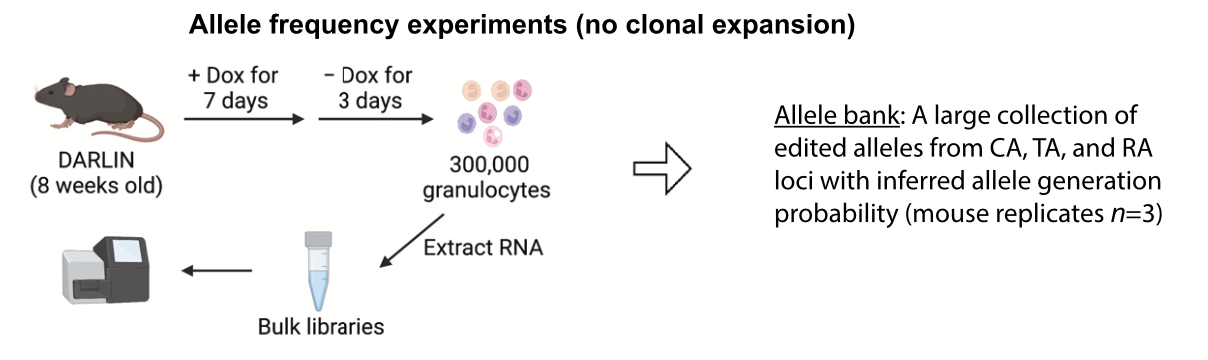 Allele frequency experiments (no clonal expansion)
+ Dox for
7 days
− Dox for
3 days
DARLIN
(8 weeks old)
300,000
granulocytes
Extract RNA
Bulk libraries
Allele bank: A large collection of
edited alleles from CA, TA, and RA
loci with inferred allele generation
probability (mouse replicates n=3)